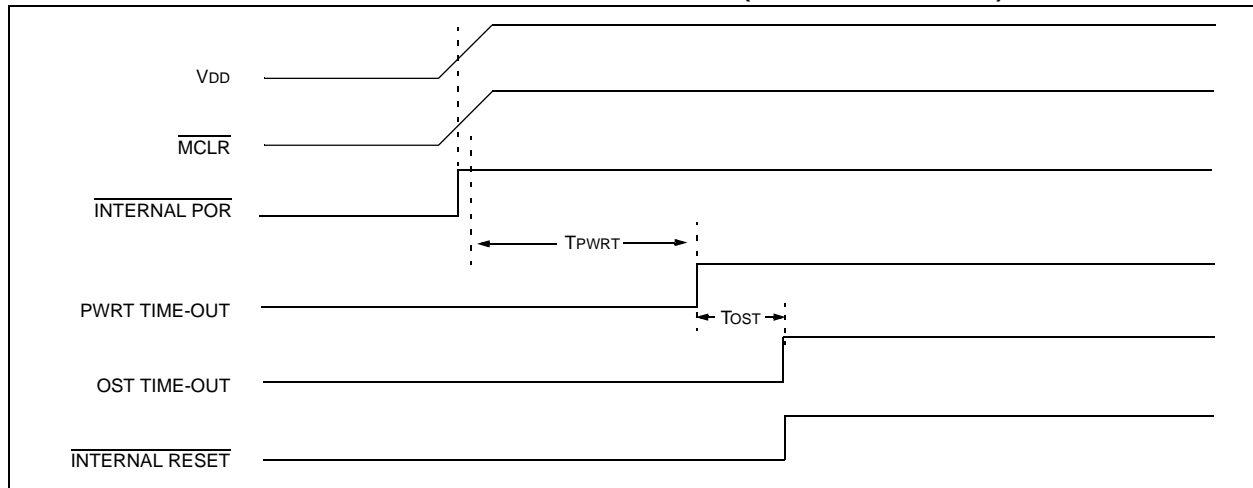 VDD
MCLR
INTERNAL POR
TPWRT
PWRT TIME-OUT
TOST
OST TIME-OUT
INTERNAL RESET